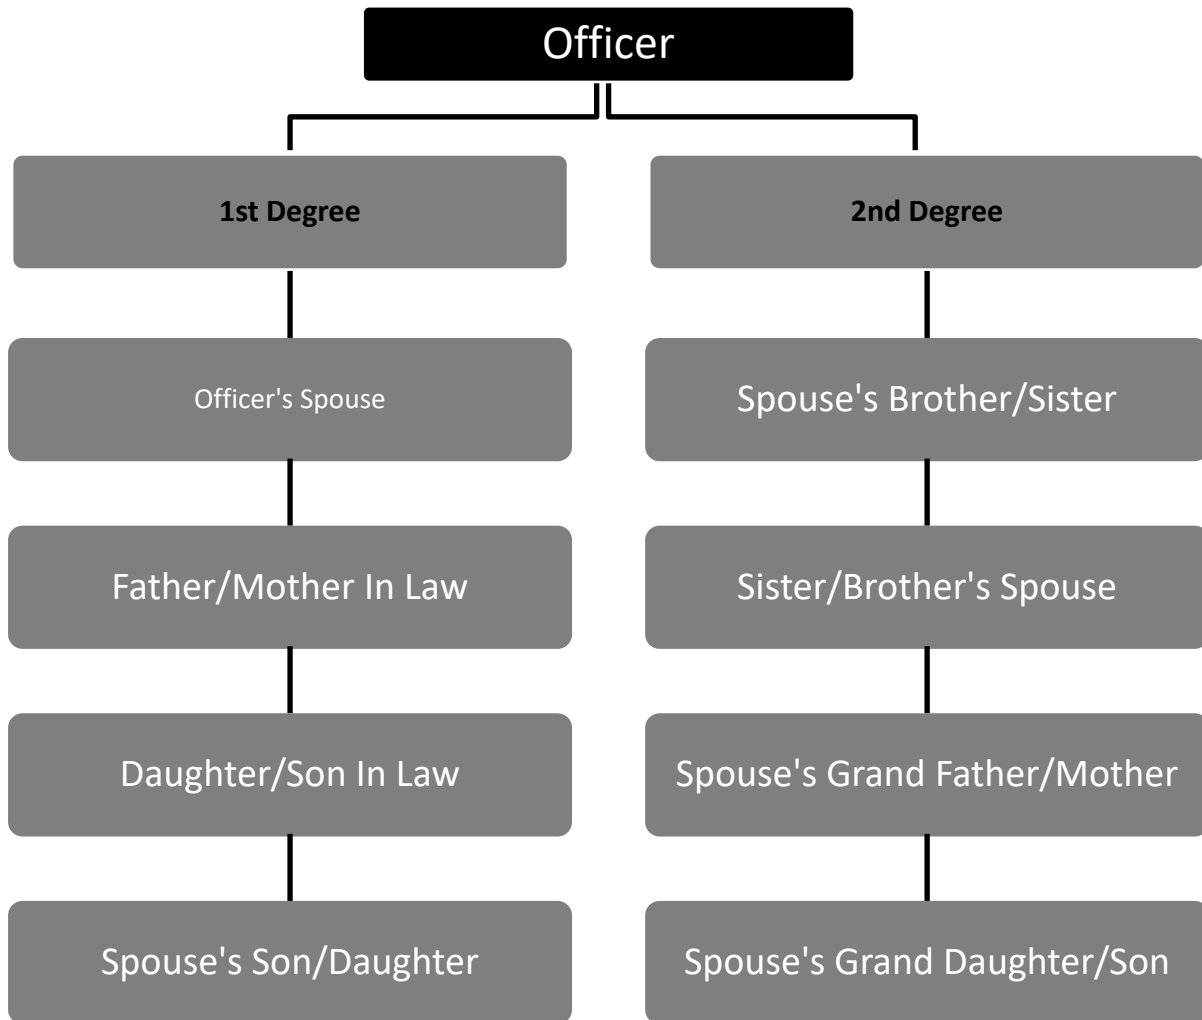 Officer
1st Degree
2nd Degree
Officer's Spouse
Spouse's Brother/Sister
Father/Mother In Law
Sister/Brother's Spouse
Daughter/Son In Law
Spouse's Grand Father/Mother
Spouse's Son/Daughter
Spouse's Grand Daughter/Son